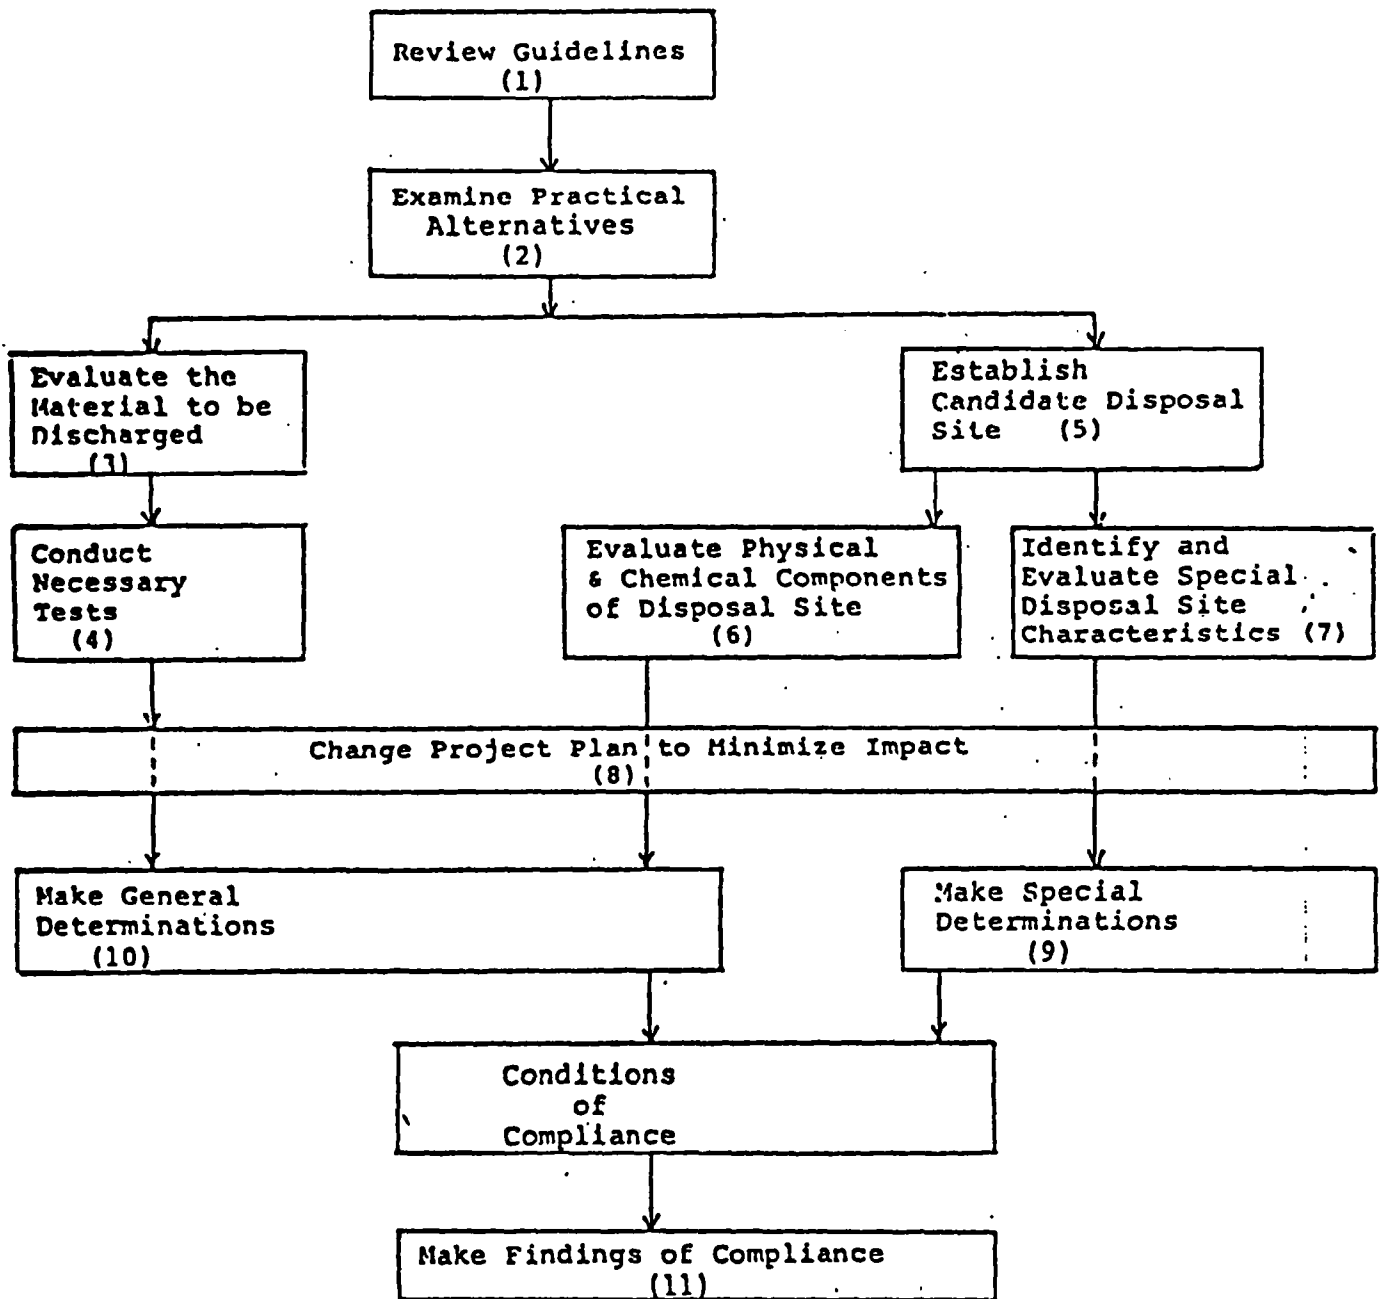 Review Guidelines
(1)
Examine Practical
Alternatives
(2)
Evaluate the
Material to be
Discharged
(3)
Establish
Candidate Disposal
Site (5)
Conduct
Necessary
Tests
(4)
Evaluate Physical
& Chemical Components
of Disposal Site
(6)
Identify and
Evaluate Special
Disposal Site
Characteristics (7)
Change Project Plan to Minimize Impact
(8)
Make General
Determinations
(10)
Make Special
Determinations
(9)
Conditions
of
Compliance
Make Findings of Compliance
(11)